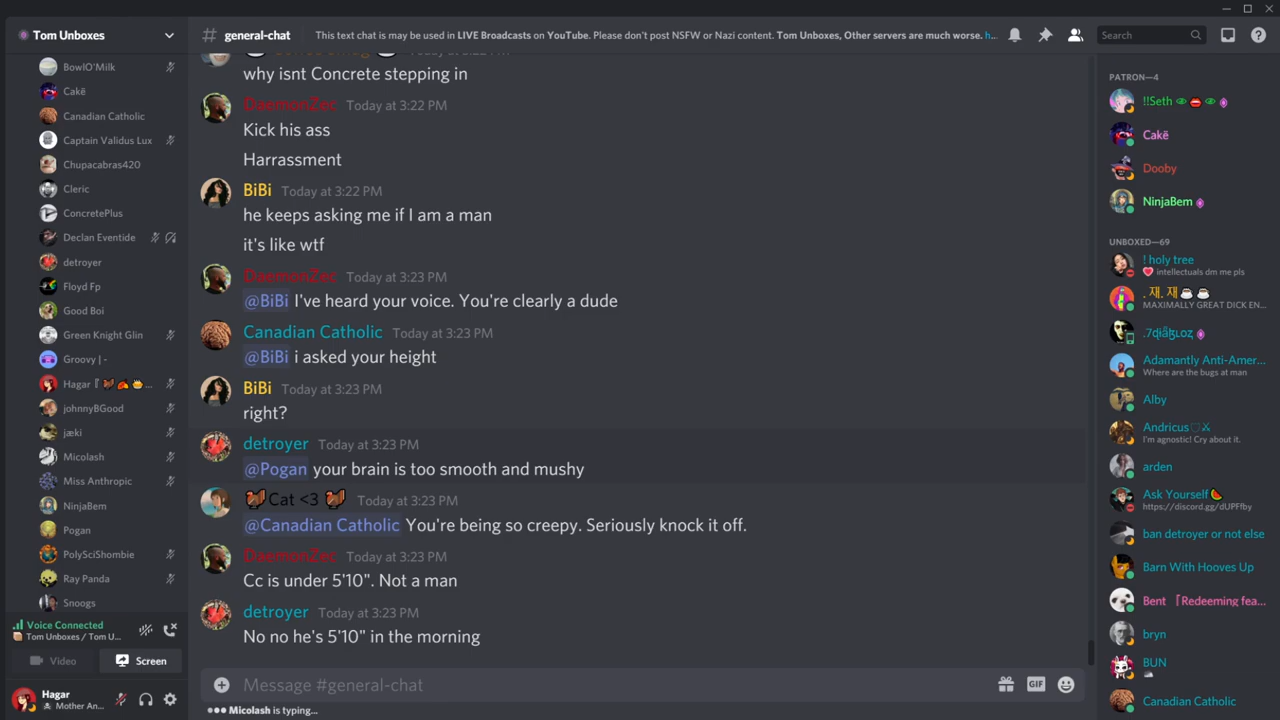 Tom Unboxes
BowlO'Milk
Cakë
Canadian Catholic
Captain Validus Lux
Chupacabras420
Cleric
ConcretePlus
Declan Eventide
detroyer
Floyd Fp
Good Boi
Green Knight Glin
Groovy | -
Hagar『 ...
johnnyBGood
jæki
Micolash
Miss Anthropic
NinjaBem
Pogan
PolySciShombie
Ray Panda
Snoogs
Voice Connected
Tom Unboxes / Tom U...
Video
Screen
Hagar
Mother An...
# general-chat
This text chat is may be used in LIVE Broadcasts on YouTube. Please don't post NSFW or Nazi content. Tom Unboxes, Other servers are much worse. h...
Search
why isnt Concrete stepping in
DaemonZec Today at 3:22 PM
Kick his ass
Harrassment
BiBi Today at 3:22 PM
he keeps asking me if I am a man
it's like wtf
DaemonZec Today at 3:23 PM
@BiBi I've heard your voice. You're clearly a dude
Canadian Catholic Today at 3:23 PM
@BiBi i asked your height
BiBi Today at 3:23 PM
right?
detroyer Today at 3:23 PM
@Pogan your brain is too smooth and mushy
Cat <3 Today at 3:23 PM
@Canadian Catholic You're being so creepy. Seriously knock it off.
DaemonZec Today at 3:23 PM
Cc is under 5'10". Not a man
detroyer Today at 3:23 PM
No no he's 5'10" in the morning
Message #general-chat
GIF
Micolash is typing...
PATRON—4
!!Seth
Cakë
Dooby
NinjaBem
UNBOXED—69
! holy tree
intellectuals dm me pls
. 재. 재
MAXIMALLY GREAT DICK EN...
Adamantly Anti-Amer...
Where are the bugs at man
Alby
Andricus
I'm agnostic! Cry about it.
arden
Ask Yourself
https://discord.gg/dUPFfby
ban detroyer or not else
Barn With Hooves Up
Bent 「Redeeming fea...
bryn
BUN
Canadian Catholic